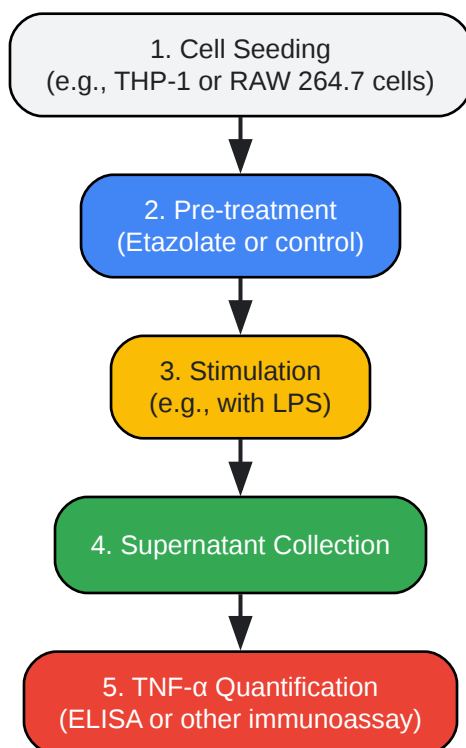 1. Cell Seeding
(e.g., THP-1 or RAW 264.7 cells)
2. Pre-treatment
(Etazolate or control)
3. Stimulation
(e.g., with LPS)
4. Supernatant Collection
5. TNF-α Quantification
(ELISA or other immunoassay)